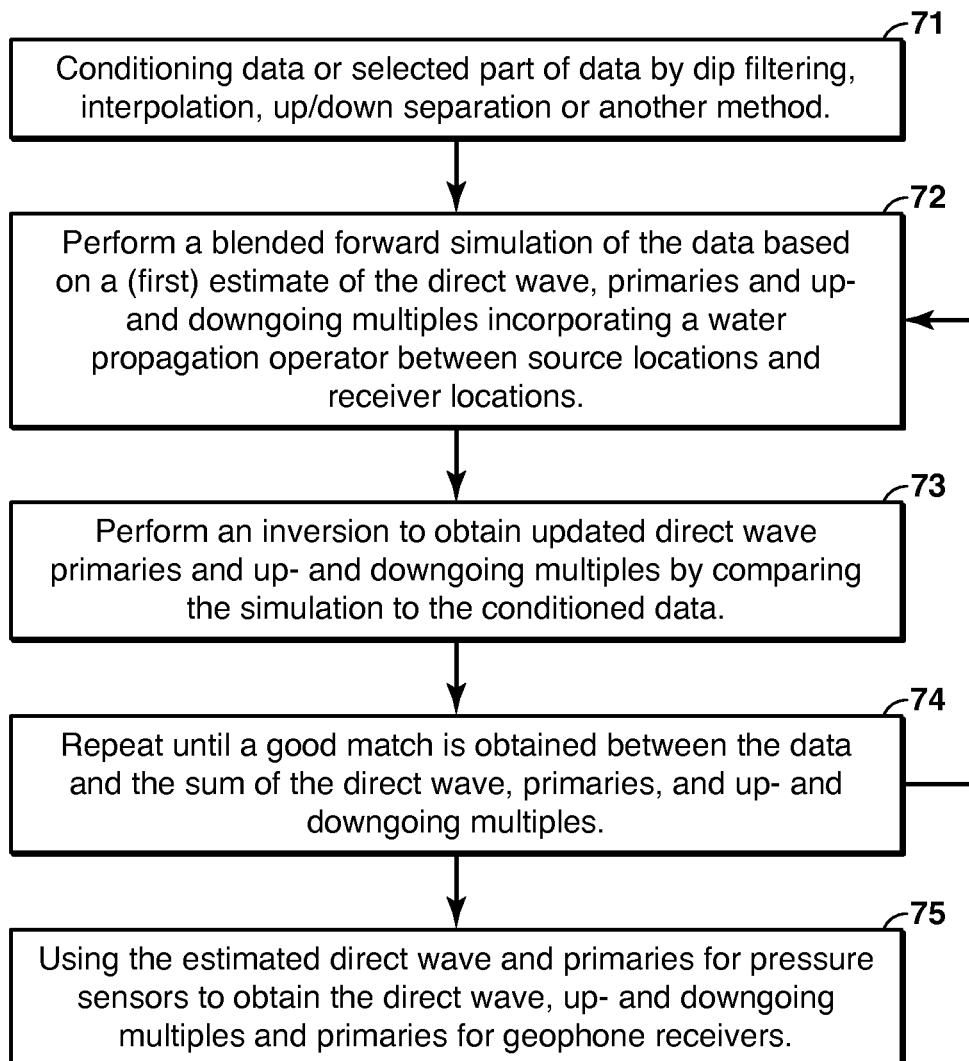 71
Conditioning data or selected part of data by dip filtering,
interpolation, up/down separation or another method.
72
Perform a blended forward simulation of the data based
on a (first) estimate of the direct wave, primaries and up-
and downgoing multiples incorporating a water
propagation operator between source locations and
receiver locations.
73
Perform an inversion to obtain updated direct wave
primaries and up- and downgoing multiples by comparing
the simulation to the conditioned data.
74
Repeat until a good match is obtained between the data
and the sum of the direct wave, primaries, and up- and
downgoing multiples.
75
Using the estimated direct wave and primaries for pressure
sensors to obtain the direct wave, up- and downgoing
multiples and primaries for geophone receivers.